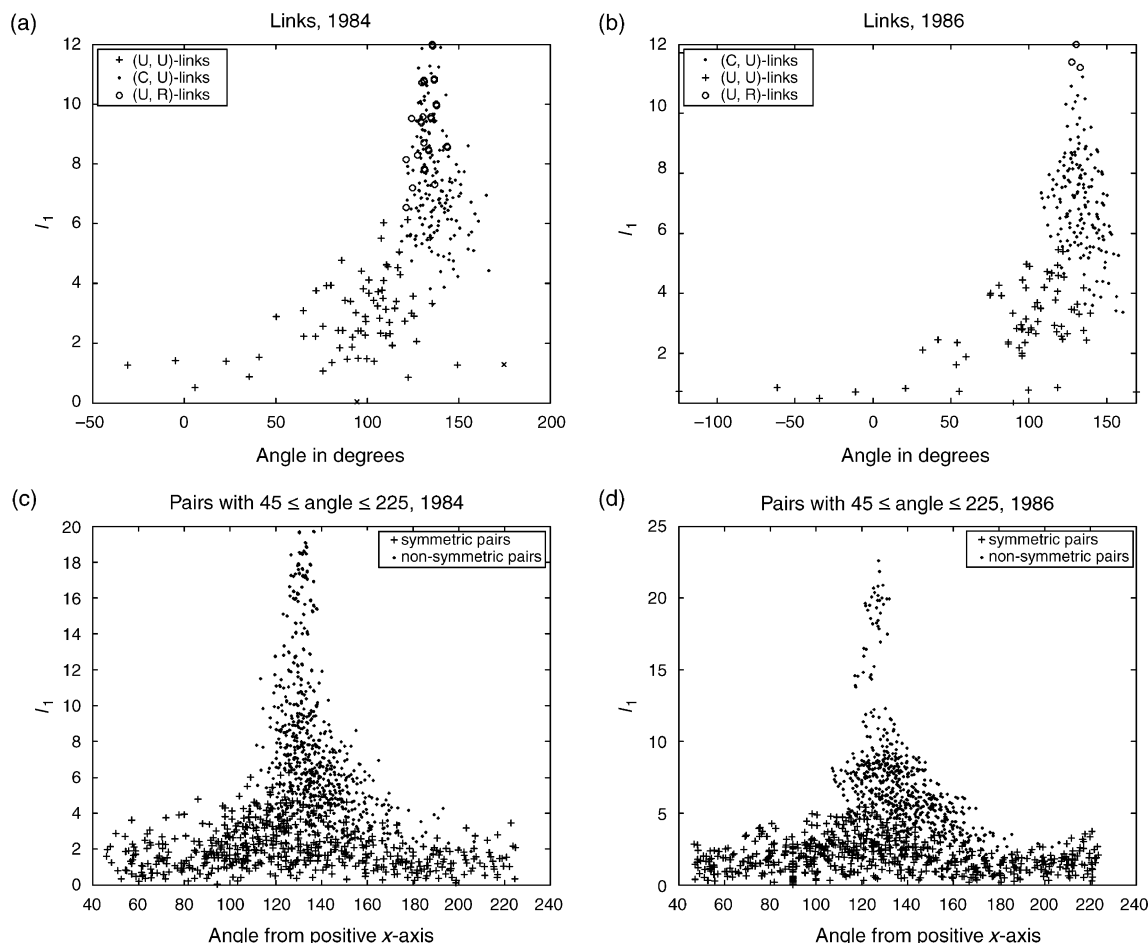 (a)
Links, 1984
12
10
8
6
4
2
0
l1
(U, U)-links
(C, U)-links
(U, R)-links
−50 0 50 100 150 200
Angle in degrees
(b)
Links, 1986
12
10
8
6
4
2
l1
(C, U)-links
(U, U)-links
(U, R)-links
−100 −50 0 50 100 150
Angle in degrees
(c)
Pairs with 45 ≤ angle ≤ 225, 1984
20
18
16
14
12
10
8
6
4
2
0
l1
symmetric pairs
non-symmetric pairs
40 60 80 100 120 140 160 180 200 220 240
Angle from positive x-axis
(d)
Pairs with 45 ≤ angle ≤ 225, 1986
25
20
15
10
5
0
l1
symmetric pairs
non-symmetric pairs
40 60 80 100 120 140 160 180 200 220 240
Angle from positive x-axis